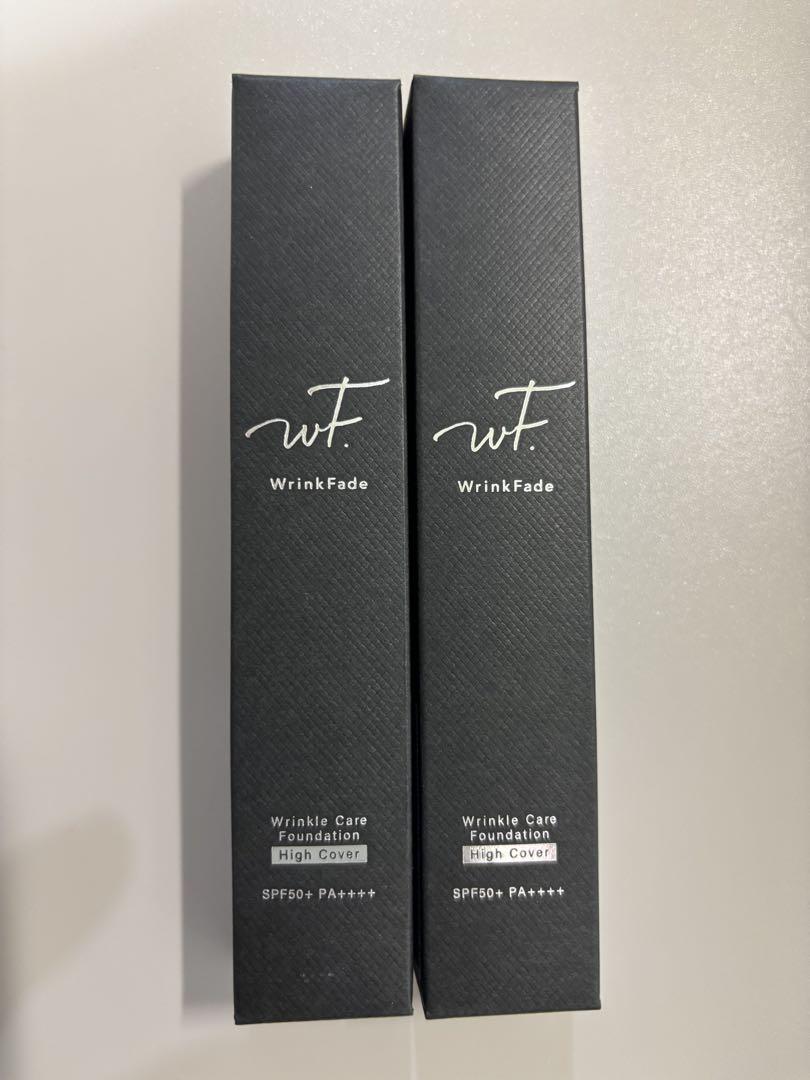 wF.
WrinkFade
Wrinkle Care
Foundation
High Cover
SPF50+ PA++++
wF.
WrinkFade
Wrinkle Care
Foundation
High Cover
SPF50+ PA++++